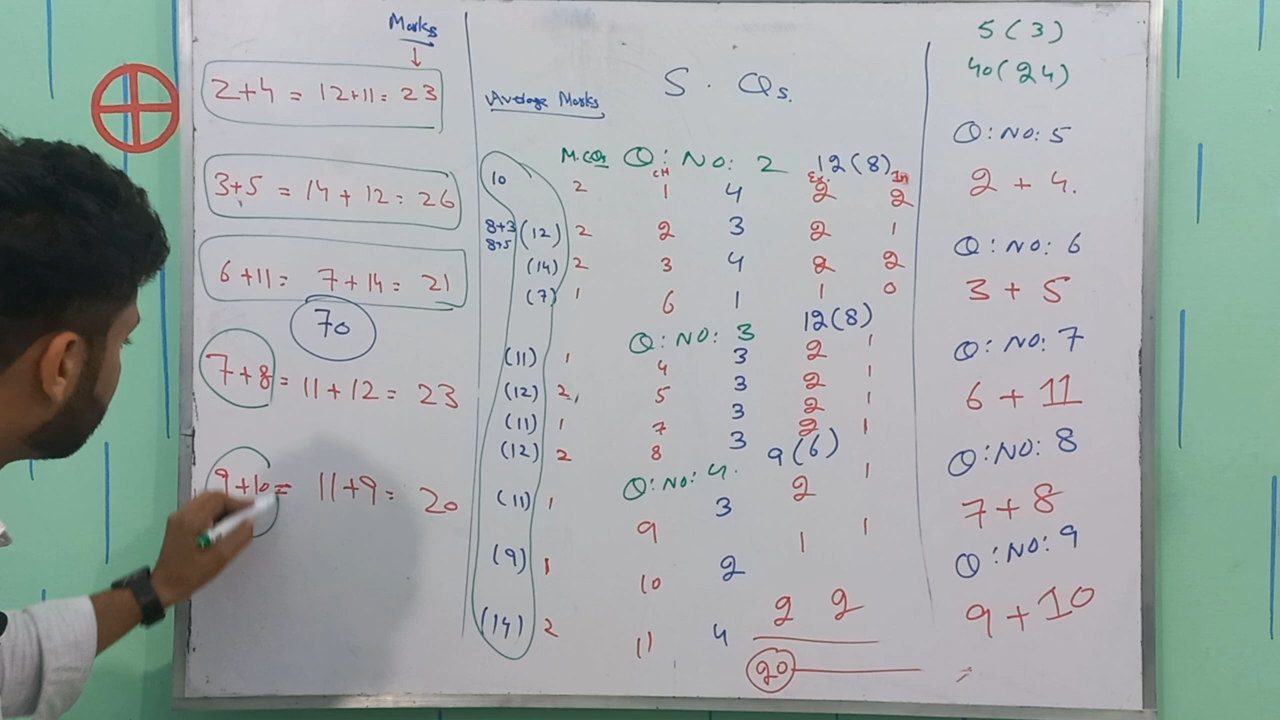 Marks
2+4 = 12+11= 23
3+5 = 14 + 12 = 26
6 +11 = 7 + 14 = 21
70
7+8 = 11 + 12 = 23
9+10 = 11+9 = 20
S. Qs.
Average Marks
M.CQs Q: NO: 2 12(8)
CH Ex. In
10 2 1 4 2 2
8+3 8+5 (12) 2 2 3 2 1
(14) 2 3 4 2 2
(7) 1 6 1 1 0
Q: NO: 3 12(8)
(11) 1 4 3 2 1
(12) 2 5 3 2 1
(11) 1 7 3 2 1
(12) 2 8 3 2 1
Q: NO: 4. 9(6)
(11) 1 9 3 2 1
(9) 1 10 2 1 1
(14) 2 11 4 2 2
20
5(3)
40(24)
Q: NO: 5
2 + 4.
Q: NO: 6
3 + 5
Q: NO: 7
6 + 11
Q: NO: 8
7 + 8
Q: NO: 9
9 + 10